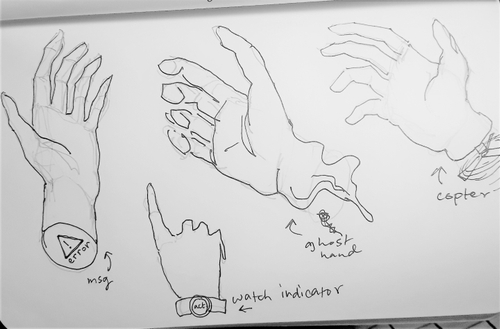 !
error
msg
ghost
hand
copter
act
watch indicator